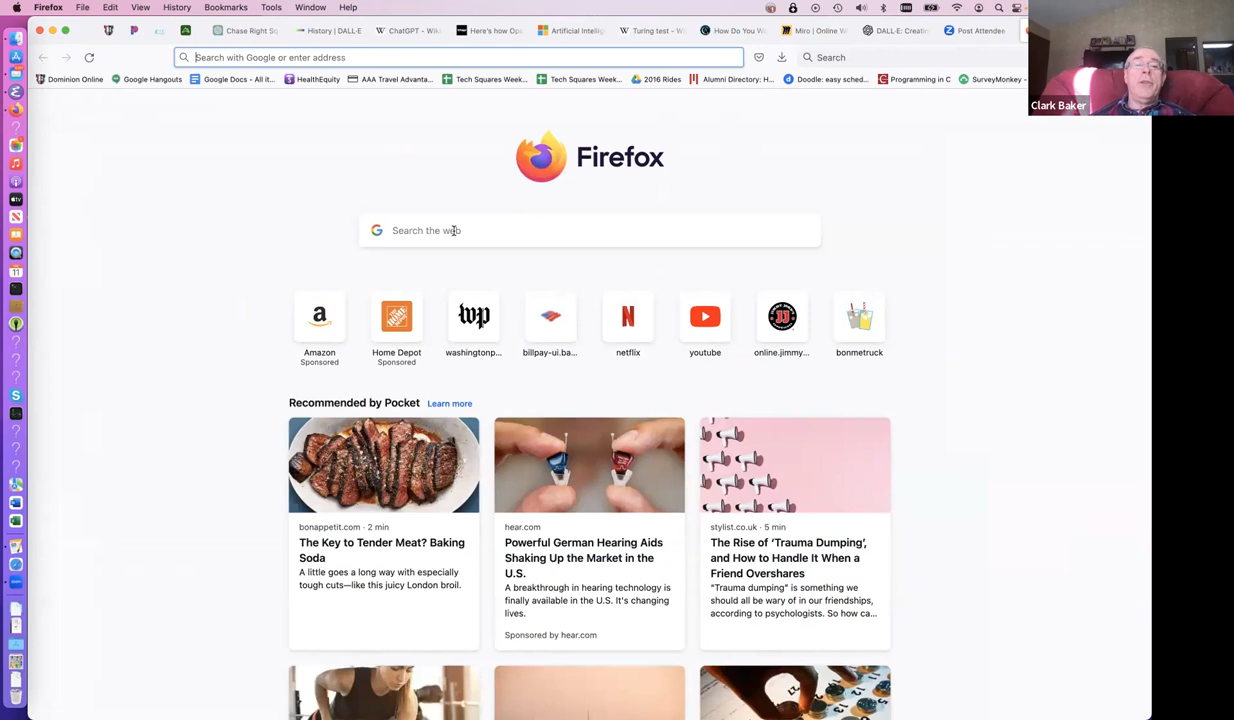 Firefox File Edit View History Bookmarks Tools Window Help
Chase Right Sq
History | DALL-E
ChatGPT – Wiki
Here's how Ope
Artificial Intellig
Turing test - Wi
How Do You Wo
Miro | Online W
DALL·E: Creatin
Post Attendee
Search with Google or enter address
Search
Dominion Online
Google Hangouts
Google Docs - All it...
HealthEquity
AAA Travel Advanta...
Tech Squares Week...
Tech Squares Week...
2016 Rides
Alumni Directory: H...
Doodle: easy sched...
Programming in C
SurveyMonkey -
Clark Baker
Firefox
Search the web
Amazon
Sponsored
Home Depot
Sponsored
washingtonp...
billpay-ui.ba...
netflix
youtube
online.jimmy...
bonmetruck
Recommended by Pocket Learn more
bonappetit.com · 2 min
The Key to Tender Meat? Baking
Soda
A little goes a long way with especially
tough cuts—like this juicy London broil.
hear.com
Powerful German Hearing Aids
Shaking Up the Market in the
U.S.
A breakthrough in hearing technology is
finally available in the U.S. It's changing
lives.
Sponsored by hear.com
stylist.co.uk · 5 min
The Rise of ‘Trauma Dumping’,
and How to Handle It When a
Friend Overshares
“Trauma dumping” is something we
should all be wary of in our friendships,
according to psychologists. So how ca...